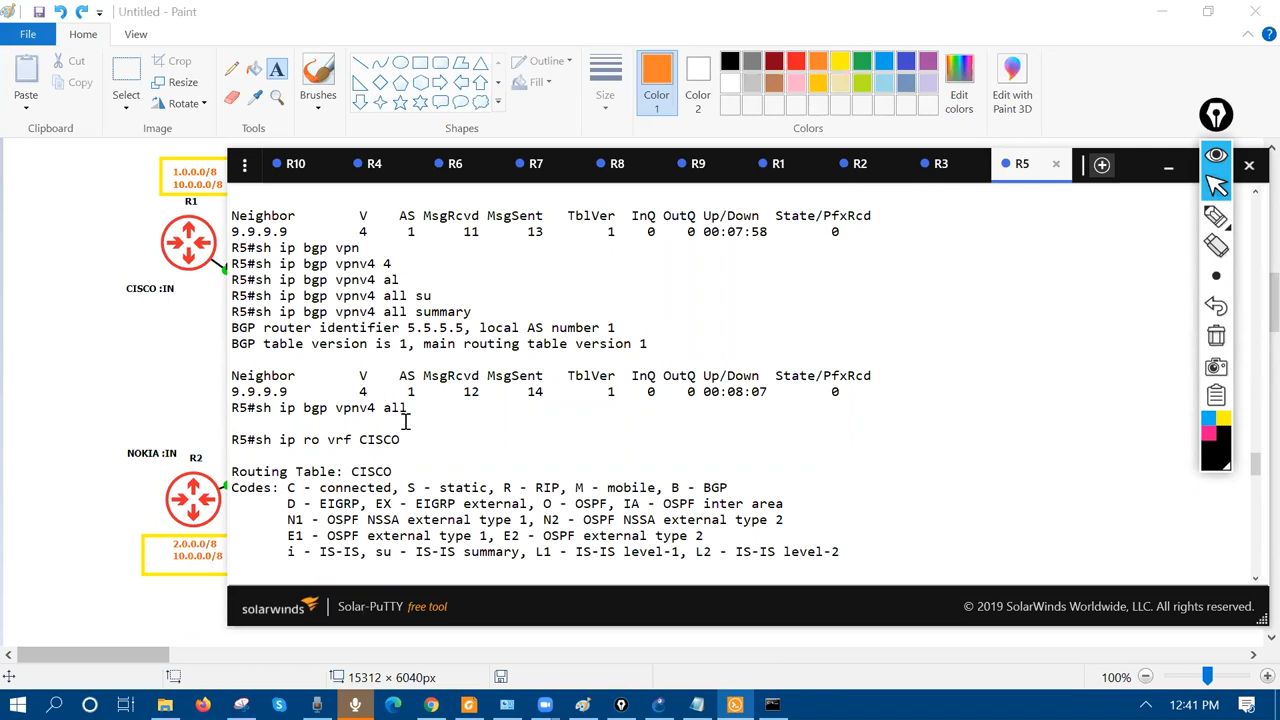 Untitled - Paint
File
Home
View
Paste
Cut
Copy
Clipboard
Select
Crop
Resize
Rotate
Image
A
Tools
Brushes
Shapes
Outline
Fill
Size
Color
1
Color
2
Edit
colors
Edit with
Paint 3D
Colors
1.0.0.0/8
10.0.0.0/8
R1
CISCO :IN
NOKIA :IN
R2
2.0.0.0/8
10.0.0.0/8
R10
R4
R6
R7
R8
R9
R1
R2
R3
R5
Neighbor V AS MsgRcvd MsgSent TblVer InQ OutQ Up/Down State/PfxRcd
9.9.9.9 4 1 11 13 1 0 0 00:07:58 0
R5#sh ip bgp vpn
R5#sh ip bgp vpnv4 4
R5#sh ip bgp vpnv4 al
R5#sh ip bgp vpnv4 all su
R5#sh ip bgp vpnv4 all summary
BGP router identifier 5.5.5.5, local AS number 1
BGP table version is 1, main routing table version 1
Neighbor V AS MsgRcvd MsgSent TblVer InQ OutQ Up/Down State/PfxRcd
9.9.9.9 4 1 12 14 1 0 0 00:08:07 0
R5#sh ip bgp vpnv4 all
R5#sh ip ro vrf CISCO
Routing Table: CISCO
Codes: C - connected, S - static, R - RIP, M - mobile, B - BGP
D - EIGRP, EX - EIGRP external, O - OSPF, IA - OSPF inter area
N1 - OSPF NSSA external type 1, N2 - OSPF NSSA external type 2
E1 - OSPF external type 1, E2 - OSPF external type 2
i - IS-IS, su - IS-IS summary, L1 - IS-IS level-1, L2 - IS-IS level-2
solarwinds
Solar-PuTTY free tool
© 2019 SolarWinds Worldwide, LLC. All rights reserved.
15312 × 6040px
100%
12:41 PM